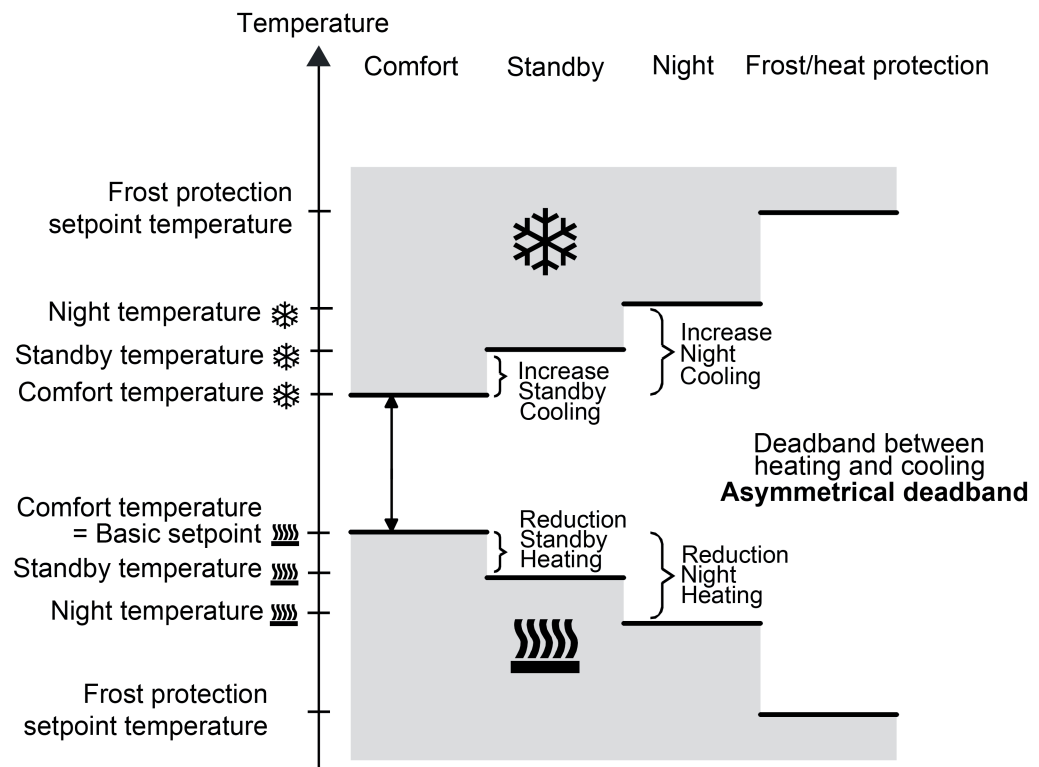 Temperature
Comfort
Standby
Night
Frost/heat protection
Frost protection
setpoint temperature
Night temperature
Standby temperature
Comfort temperature
Increase
Standby
Cooling
Increase
Night
Cooling
Deadband between
heating and cooling
Asymmetrical deadband
Comfort temperature
= Basic setpoint
Standby temperature
Night temperature
Reduction
Standby
Heating
Reduction
Night
Heating
Frost protection
setpoint temperature